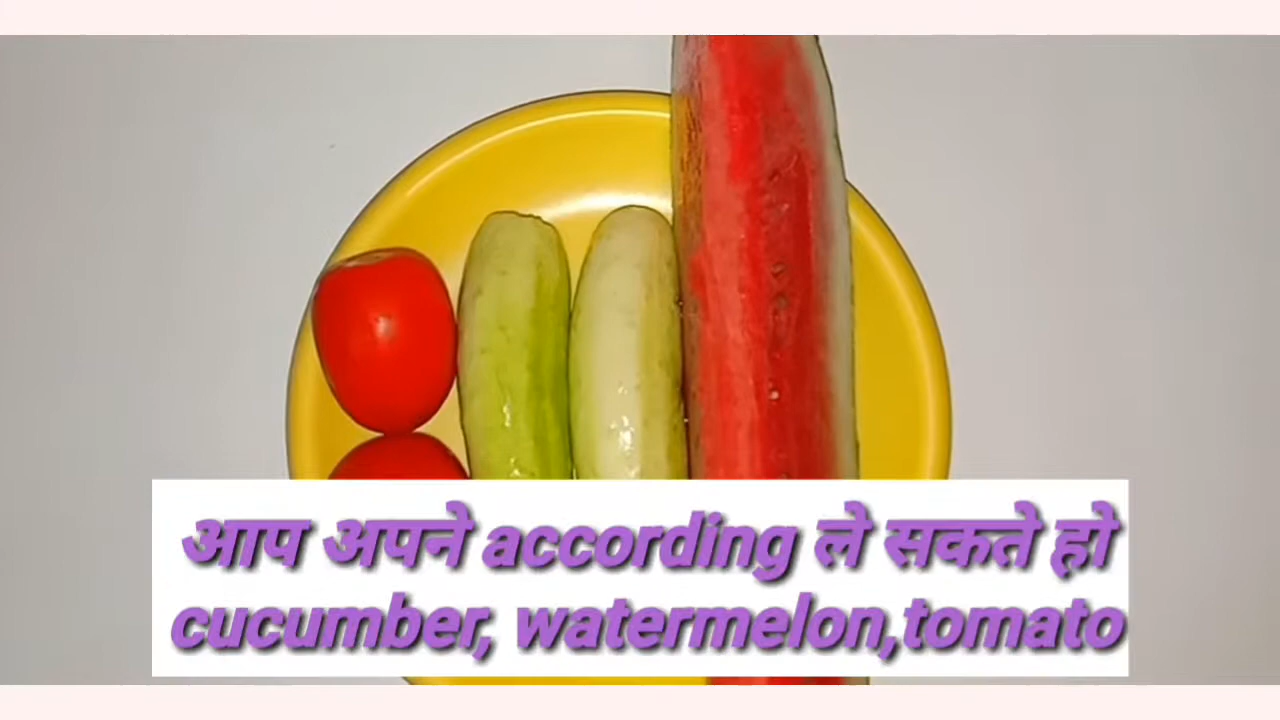 आप अपने according ले सकते हो
cucumber, watermelon,tomato